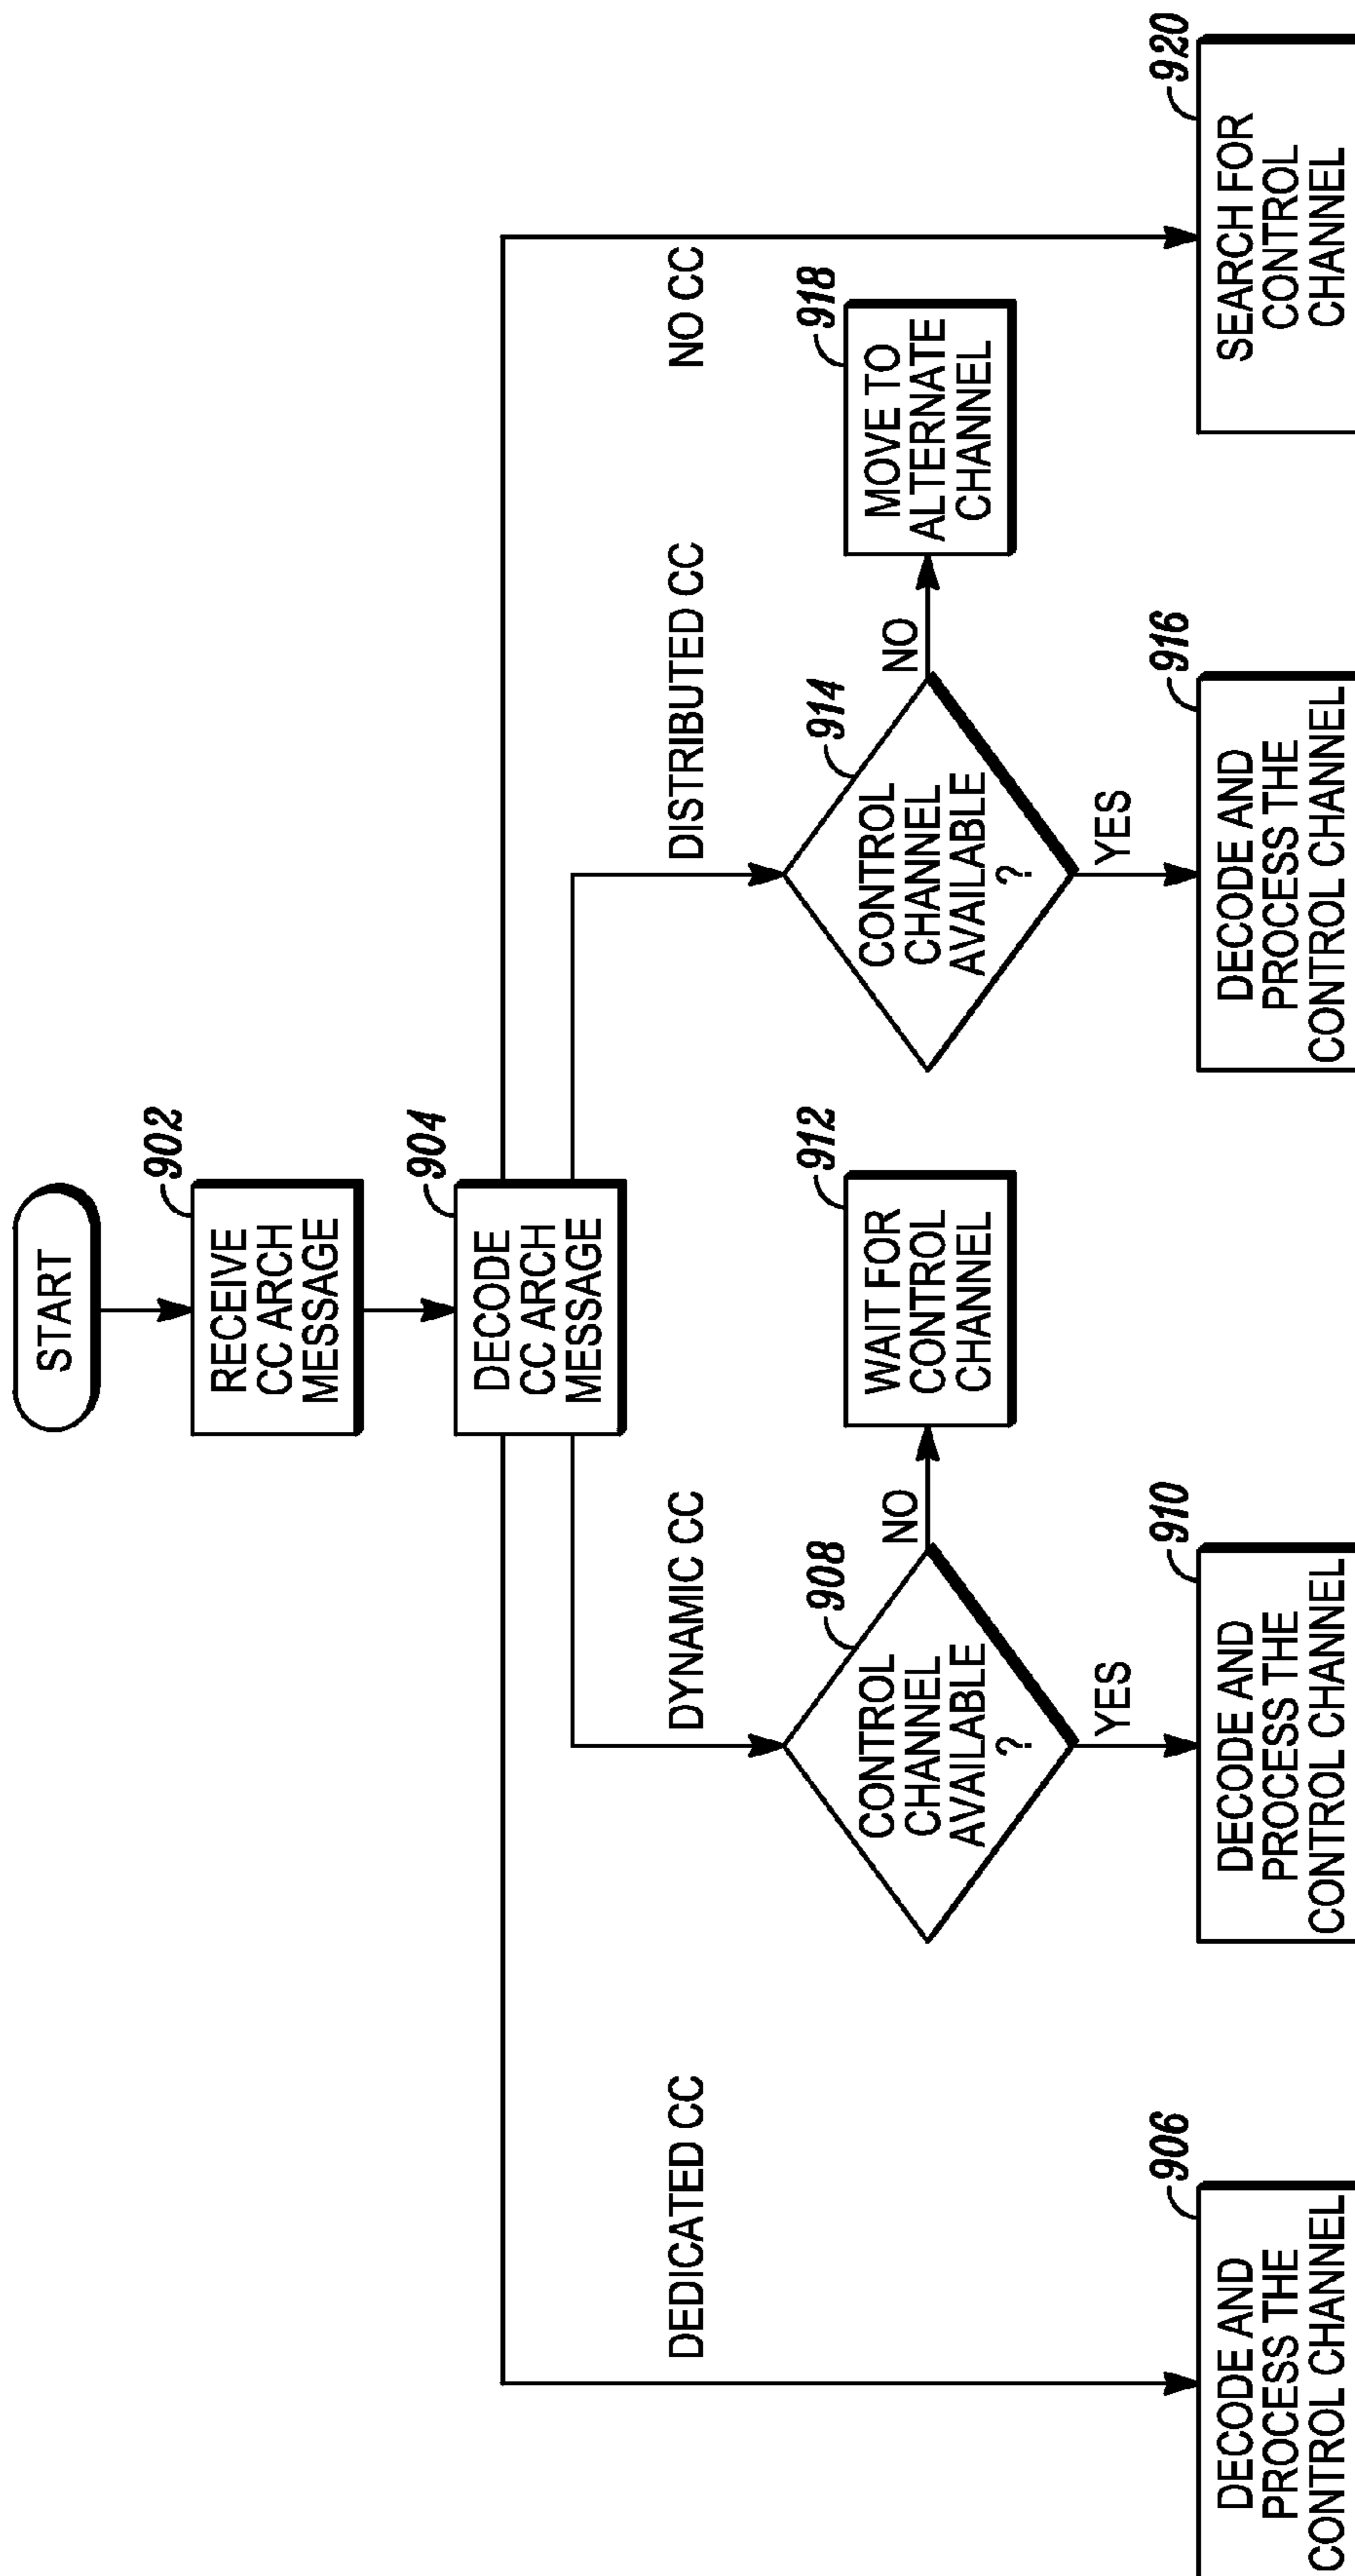 START
902
RECEIVE
CC ARCH
MESSAGE
904
DECODE
CC ARCH
MESSAGE
DEDICATED CC
DYNAMIC CC
DISTRIBUTED CC
NO CC
906
DECODE AND
PROCESS THE
CONTROL CHANNEL
908
CONTROL
CHANNEL
AVAILABLE
?
NO
YES
912
WAIT FOR
CONTROL
CHANNEL
910
DECODE AND
PROCESS THE
CONTROL CHANNEL
914
CONTROL
CHANNEL
AVAILABLE
?
NO
YES
918
MOVE TO
ALTERNATE
CHANNEL
916
DECODE AND
PROCESS THE
CONTROL CHANNEL
920
SEARCH FOR
CONTROL
CHANNEL